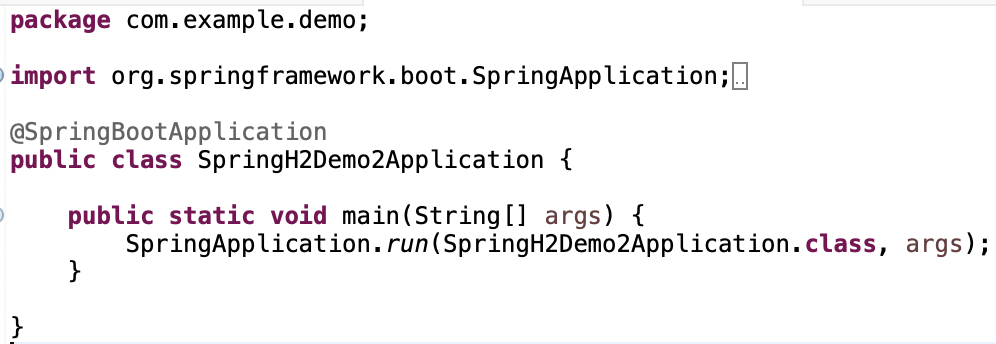 package com.example.demo;
import org.springframework.boot.SpringApplication;..
@SpringBootApplication
public class SpringH2Demo2Application {
public static void main(String[] args) {
SpringApplication.run(SpringH2Demo2Application.class, args);
}
}